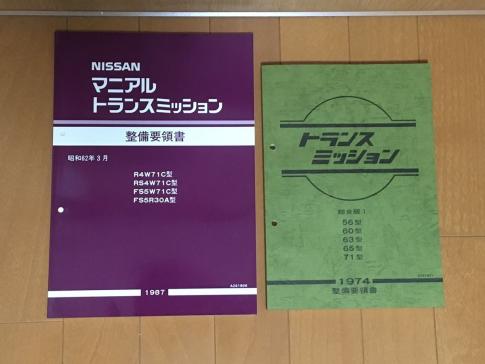 NISSAN
マニアル
トランスミッション
整備要領書
昭和62年3月
R4W71C型
RS4W71C型
FS5W71C型
FS5R30A型
1987
トランス
ミッション
56型
60型
63型
65型
71型
1974
整備要領書